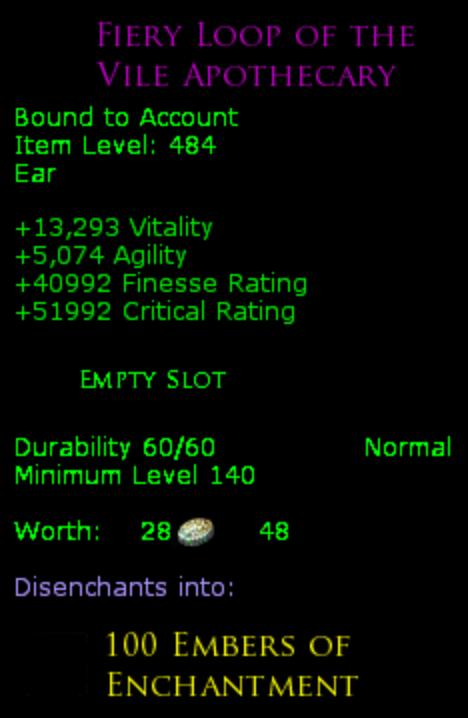 Fiery Loop of the
Vile Apothecary
Bound to Account
Item Level: 484
Ear
+13,293 Vitality
+5,074 Agility
+40992 Finesse Rating
+51992 Critical Rating
Empty Slot
Durability 60/60 Normal
Minimum Level 140
Worth: 28 48
Disenchants into:
100 Embers of
Enchantment